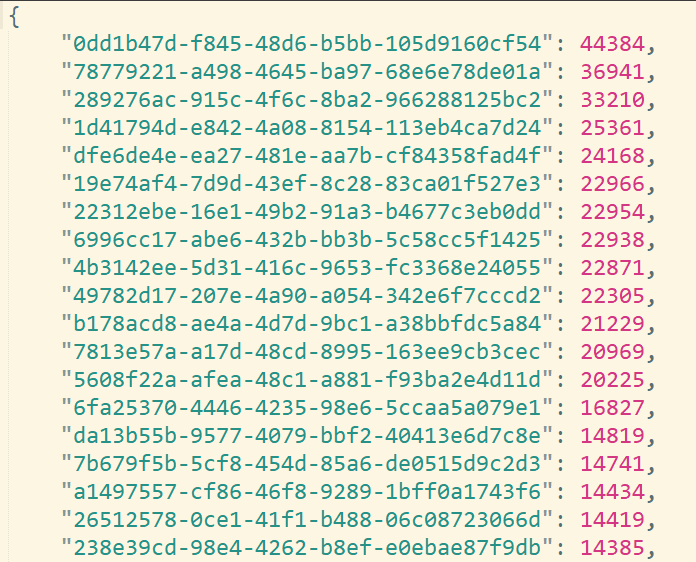 {
"0dd1b47d-f845-48d6-b5bb-105d9160cf54": 44384,
"78779221-a498-4645-ba97-68e6e78de01a": 36941,
"289276ac-915c-4f6c-8ba2-966288125bc2": 33210,
"1d41794d-e842-4a08-8154-113eb4ca7d24": 25361,
"dfe6de4e-ea27-481e-aa7b-cf84358fad4f": 24168,
"19e74af4-7d9d-43ef-8c28-83ca01f527e3": 22966,
"22312ebe-16e1-49b2-91a3-b4677c3eb0dd": 22954,
"6996cc17-abe6-432b-bb3b-5c58cc5f1425": 22938,
"4b3142ee-5d31-416c-9653-fc3368e24055": 22871,
"49782d17-207e-4a90-a054-342e6f7cccd2": 22305,
"b178acd8-ae4a-4d7d-9bc1-a38bbfdc5a84": 21229,
"7813e57a-a17d-48cd-8995-163ee9cb3cec": 20969,
"5608f22a-afea-48c1-a881-f93ba2e4d11d": 20225,
"6fa25370-4446-4235-98e6-5ccaa5a079e1": 16827,
"da13b55b-9577-4079-bbf2-40413e6d7c8e": 14819,
"7b679f5b-5cf8-454d-85a6-de0515d9c2d3": 14741,
"a1497557-cf86-46f8-9289-1bff0a1743f6": 14434,
"26512578-0ce1-41f1-b488-06c08723066d": 14419,
"238e39cd-98e4-4262-b8ef-e0ebae87f9db": 14385,